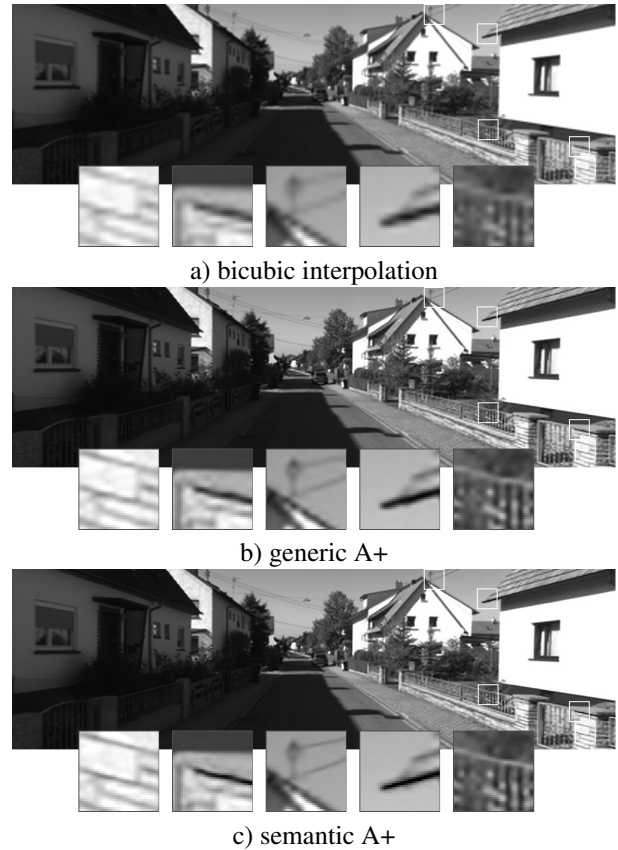 a) bicubic interpolation
b) generic A+
c) semantic A+